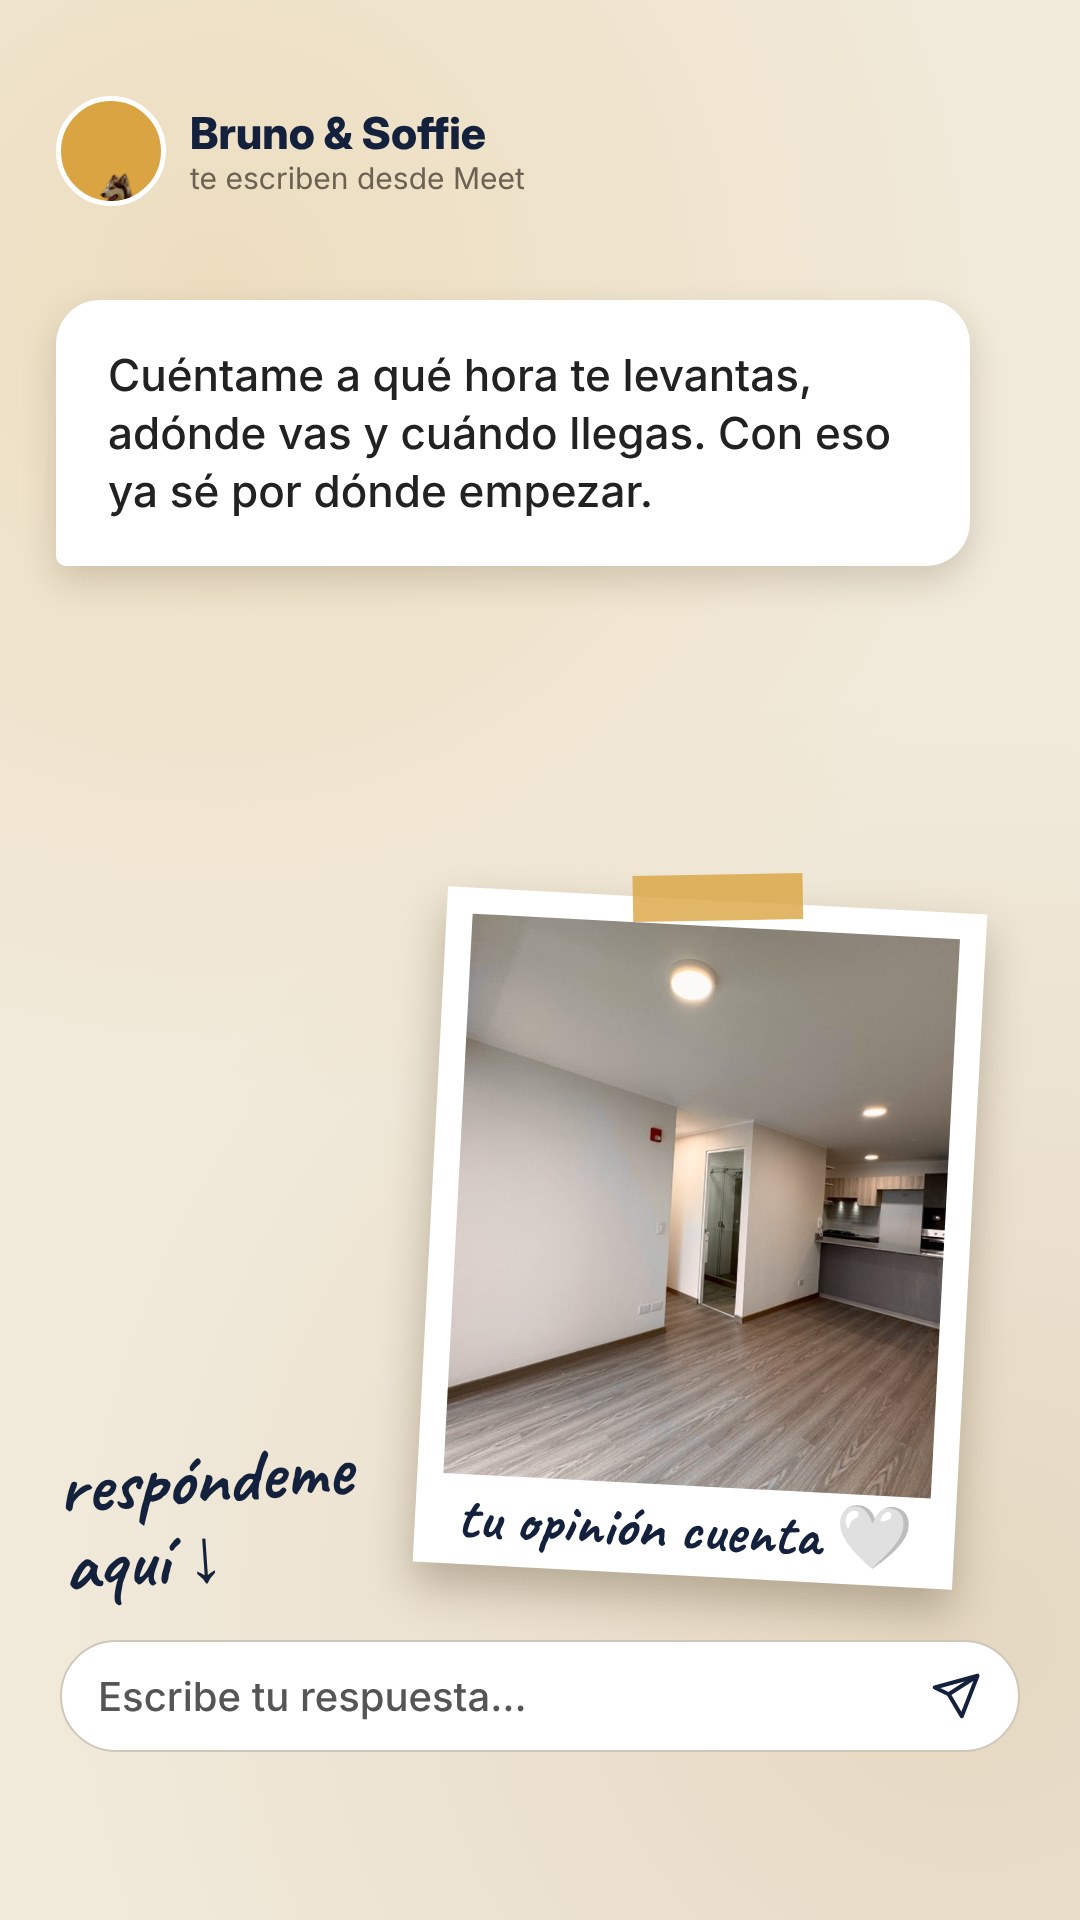 Bruno & Soffie
te escriben desde Meet
Cuéntame a qué hora te levantas,
adónde vas y cuándo llegas. Con eso
ya sé por dónde empezar.
tu opinión cuenta 🤍
respóndeme
aquí ↓
Escribe tu respuesta...